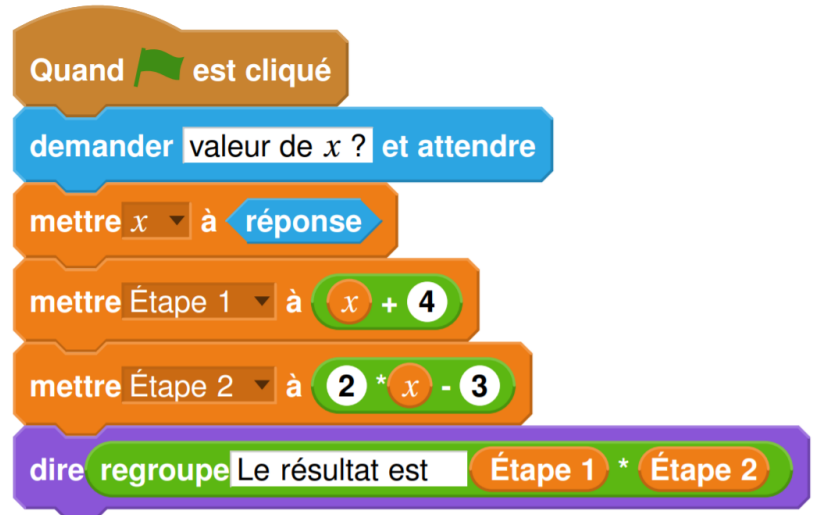 Quand est cliqué
demander valeur de x ? et attendre
mettre x à réponse
mettre Étape 1 à x + 4
mettre Étape 2 à 2 * x - 3
dire regroupe Le résultat est Étape 1 * Étape 2